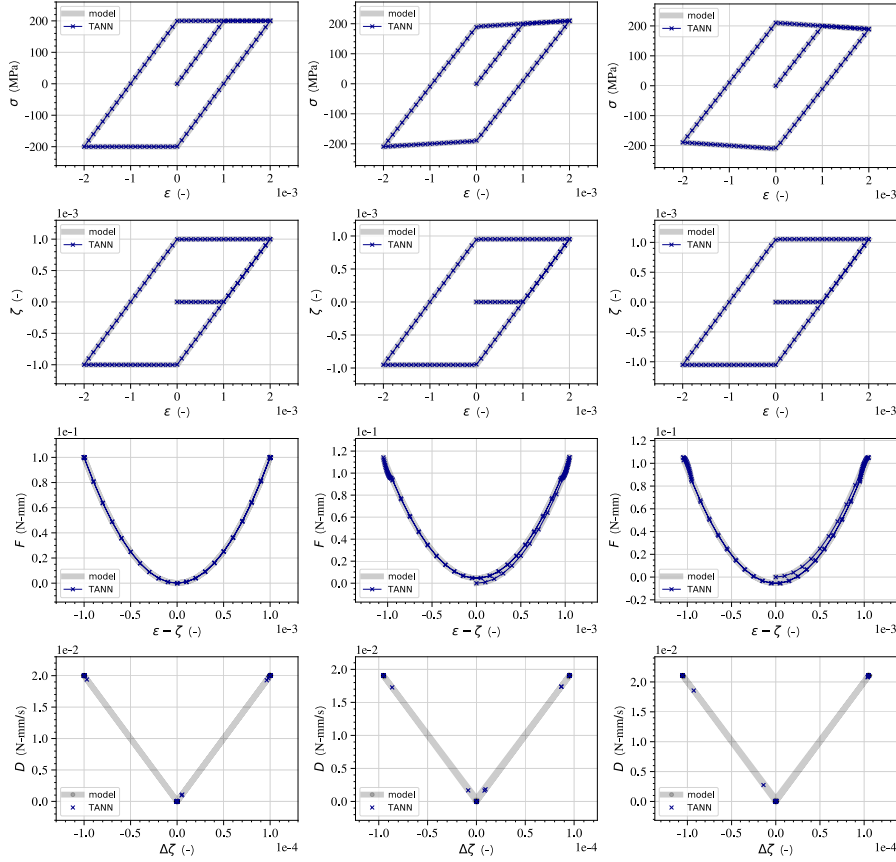 model
TANN
200
100
0
-100
-200
σ (MPa)
-2
-1
0
1
2
ε (-)
1e-3
model
TANN
200
100
0
-100
-200
σ (MPa)
-2
-1
0
1
2
ε (-)
1e-3
model
TANN
200
100
0
-100
-200
σ (MPa)
-2
-1
0
1
2
ε (-)
1e-3
1e-3
model
TANN
1.0
0.5
0.0
-0.5
-1.0
ζ (-)
-2
-1
0
1
2
ε (-)
1e-3
1e-3
model
TANN
1.0
0.5
0.0
-0.5
-1.0
ζ (-)
-2
-1
0
1
2
ε (-)
1e-3
1e-3
model
TANN
1.0
0.5
0.0
-0.5
-1.0
ζ (-)
-2
-1
0
1
2
ε (-)
1e-3
1e-1
1.0
0.8
0.6
0.4
0.2
0.0
F (N-mm)
model
TANN
-1.0
-0.5
0.0
0.5
1.0
ε − ζ (-)
1e-3
1e-1
1.2
1.0
0.8
0.6
0.4
0.2
0.0
F (N-mm)
model
TANN
-1.0
-0.5
0.0
0.5
1.0
ε − ζ (-)
1e-3
1e-1
1.2
1.0
0.8
0.6
0.4
0.2
0.0
-0.2
F (N-mm)
model
TANN
-1.0
-0.5
0.0
0.5
1.0
ε − ζ (-)
1e-3
1e-2
2.0
1.5
1.0
0.5
0.0
D (N-mm/s)
model
TANN
-1.0
-0.5
0.0
0.5
1.0
Δζ (-)
1e-4
1e-2
2.0
1.5
1.0
0.5
0.0
D (N-mm/s)
model
TANN
-1.0
-0.5
0.0
0.5
1.0
Δζ (-)
1e-4
1e-2
2.0
1.5
1.0
0.5
0.0
D (N-mm/s)
model
TANN
-1.0
-0.5
0.0
0.5
1.0
Δζ (-)
1e-4